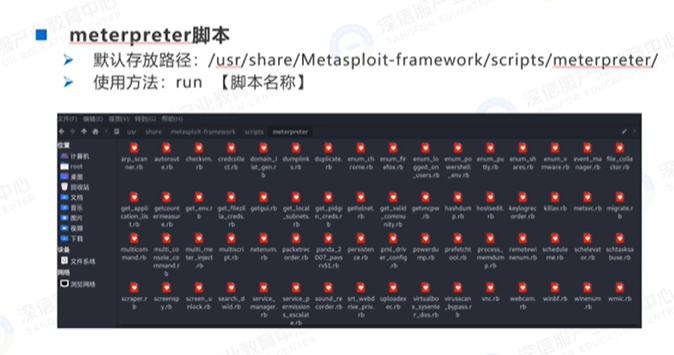 meterpreter脚本
默认存放路径：/usr/share/Metasploit-framework/scripts/meterpreter/
使用方法：run 【脚本名称】
文件(F) 编辑(E) 视图(V) 转到(G) 帮助(H)
usr share metasploit-framework scripts meterpreter
位置
计算机
root
桌面
回收站
文档
音乐
图片
视频
下载
设备
文件系统
网络
浏览网络
arp_scanner.rb autoroute.rb checkvm.rb credcollect.rb domain_list_gen.rb dumplinks.rb duplicate.rb enum_chrome.rb enum_firefox.rb enum_logged_on_users.rb enum_powershell_env.rb enum_putty.rb enum_shares.rb enum_vmware.rb event_manager.rb file_collector.rb
get_application_list.rb getcountermeasure.rb get_env.rb get_filezilla_creds.rb getgui.rb get_local_subnets.rb get_pidgin_creds.rb gettelnet.rb get_valid_community.rb getvncpw.rb hashdump.rb hostsedit.rb keylogrecorder.rb killav.rb metsvc.rb migrate.rb
multicommand.rb multi_console_command.rb multi_meter_inject.rb multiscript.rb netenum.rb packetrecorder.rb panda_2007_pavsrv51.rb persistence.rb pml_driver_config.rb powerdump.rb prefetchtool.rb process_memdump.rb remotewinenum.rb scheduleme.rb schelevator.rb schtasksabuse.rb
scraper.rb screenspy.rb screen_unlock.rb search_dwld.rb service_manager.rb service_permissions_escalate.rb sound_recorder.rb srt_webdrive_priv.rb uploadexec.rb virtualbox_sysenter_dos.rb virusscan_bypass.rb vnc.rb webcam.rb winbf.rb winenum.rb wmic.rb